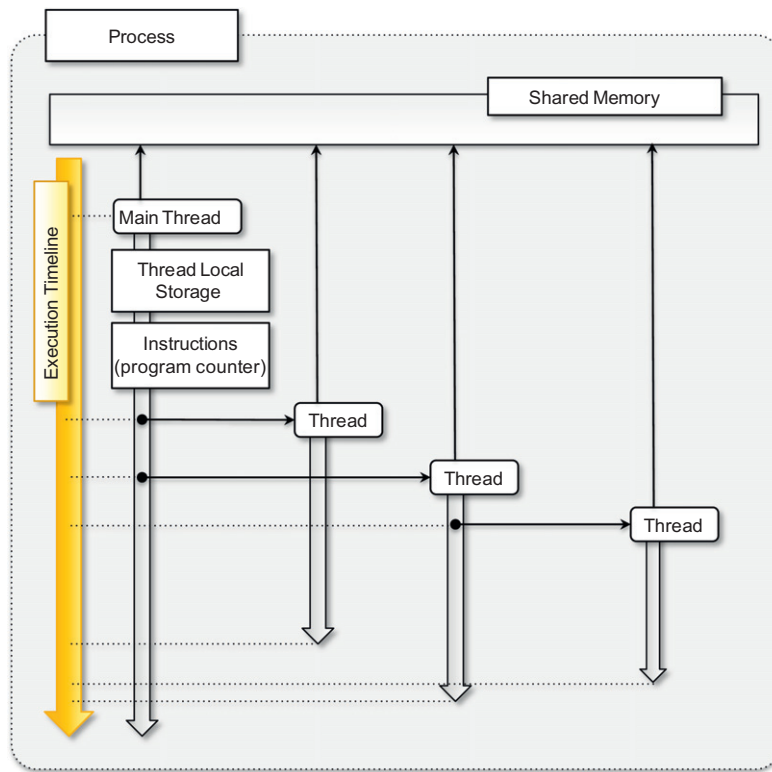 Process
Shared Memory
Execution Timeline
Main Thread
Thread Local
Storage
Instructions
(program counter)
Thread
Thread
Thread